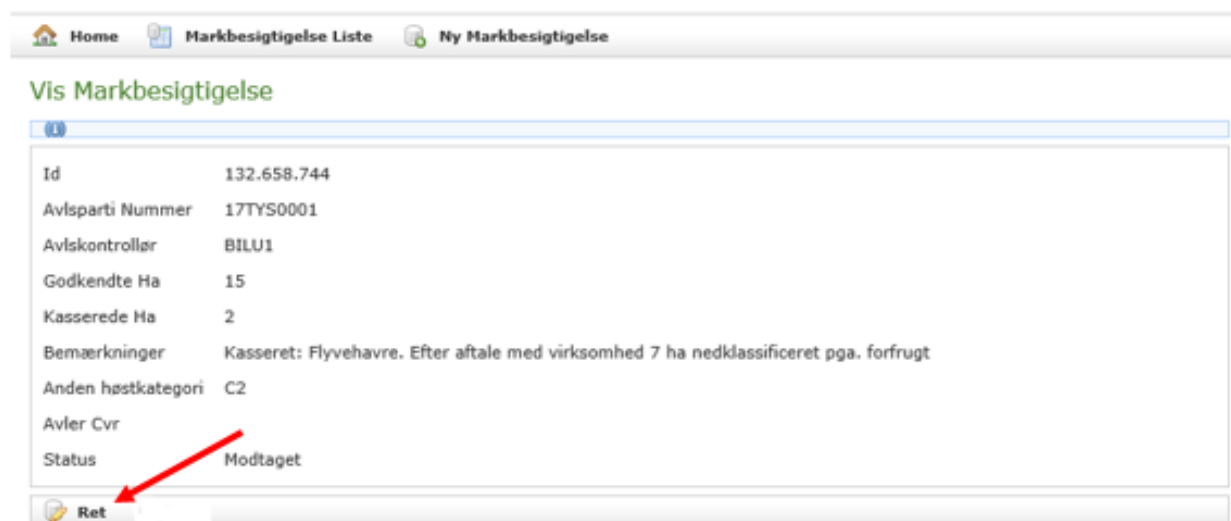 Home Markbesigtigelse Liste Ny Markbesigtigelse
Vis Markbesigtigelse
Id 132.658.744
Avlsparti Nummer 17TYS0001
Avlskontrollør BILU1
Godkendte Ha 15
Kasserede Ha 2
Bemærkninger Kasseret: Flyvehavre. Efter aftale med virksomhed 7 ha nedklassificeret pga. forfrugt
Anden høstkategori C2
Avler Cvr
Status Modtaget
Ret